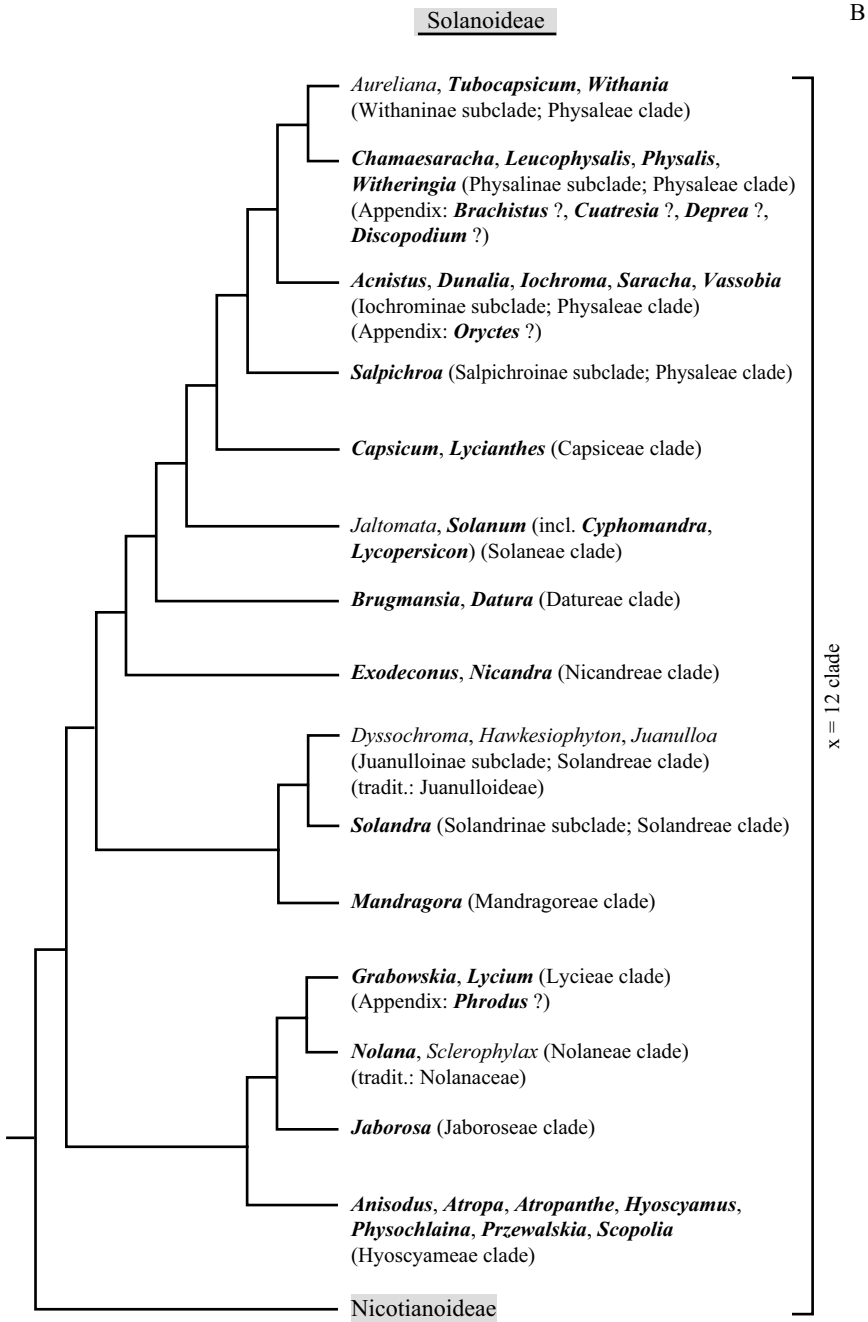 Solanoideae
B
Aureliana, Tubocapsicum, Withania
(Withaninae subclade; Physaleae clade)
Chamaesaracha, Leucophysalis, Physalis,
Witheringia (Physalinae subclade; Physaleae clade)
(Appendix: Brachistus ?, Cuatresia ?, Deprea ?,
Discopodium ?)
Acnistus, Dunalia, Iochroma, Saracha, Vassobia
(Iochrominae subclade; Physaleae clade)
(Appendix: Oryctes ?)
Salpichroa (Salpichroinae subclade; Physaleae clade)
Capsicum, Lycianthes (Capsiceae clade)
Jaltomata, Solanum (incl. Cyphomandra,
Lycopersicon) (Solaneae clade)
Brugmansia, Datura (Datureae clade)
Exodeconus, Nicandra (Nicandreae clade)
Dyssochroma, Hawkesiophyton, Juanulloa
(Juanulloinae subclade; Solandreae clade)
(tradit.: Juanulloideae)
Solandra (Solandrinae subclade; Solandreae clade)
Mandragora (Mandragoreae clade)
Grabowskia, Lycium (Lycieae clade)
(Appendix: Phrodus ?)
Nolana, Sclerophylax (Nolaneae clade)
(tradit.: Nolanaceae)
Jaborosa (Jaboroseae clade)
Anisodus, Atropa, Atropanthe, Hyoscyamus,
Physochlaina, Przewalskia, Scopolia
(Hyoscyameae clade)
Nicotianoideae
x = 12 clade